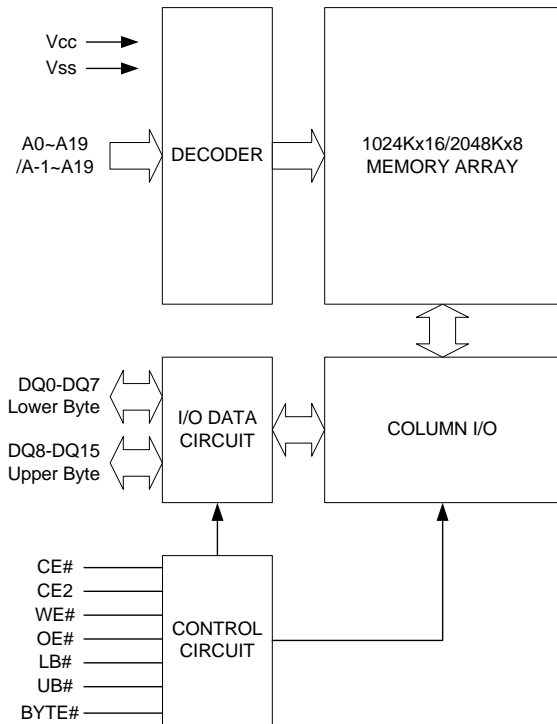 Vcc
Vss
A0~A19
/A-1~A19
DECODER
1024Kx16/2048Kx8
MEMORY ARRAY
DQ0-DQ7
Lower Byte
DQ8-DQ15
Upper Byte
I/O DATA
CIRCUIT
COLUMN I/O
CE#
CE2
WE#
OE#
LB#
UB#
BYTE#
CONTROL
CIRCUIT